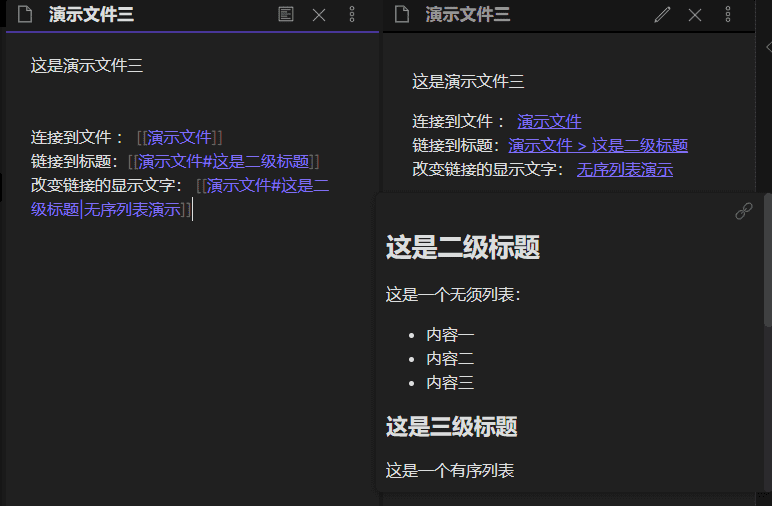 演示文件三
这是演示文件三
连接到文件： [[演示文件]]
链接到标题：[[演示文件#这是二级标题]]
改变链接的显示文字： [[演示文件#这是二
级标题|无序列表演示]]
演示文件三
这是演示文件三
连接到文件： 演示文件
链接到标题：演示文件 > 这是二级标题
改变链接的显示文字： 无序列表演示
这是二级标题
这是一个无须列表：
• 内容一
• 内容二
• 内容三
这是三级标题
这是一个有序列表